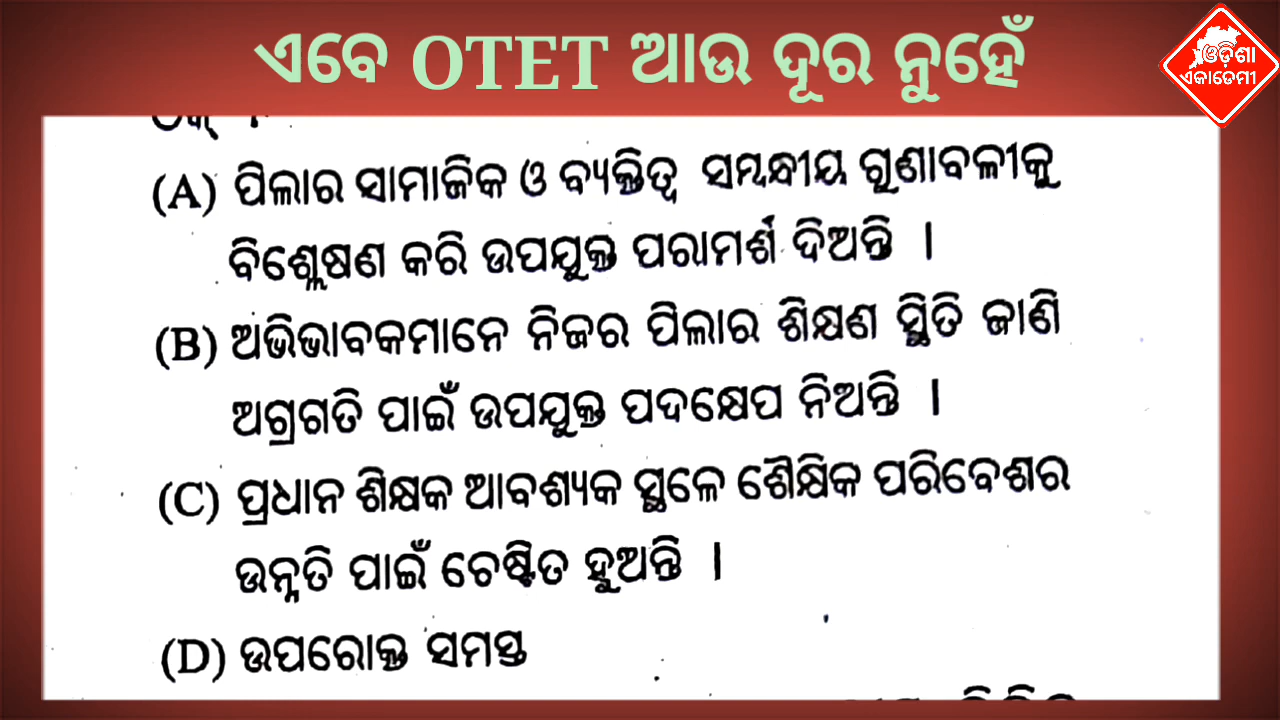 ଏବେ OTET ଆଉ ଦୂର ନୁହେଁ
ଓଡ଼ିଶା
ଏକାଡେମୀ
(A) ପିଲାର ସାମାଜିକ ଓ ବ୍ୟକ୍ତିତ୍ୱ ସମ୍ବନ୍ଧୀୟ ଗୁଣାବଳୀକୁ
ବିଶ୍ଳେଷଣ କରି ଉପଯୁକ୍ତ ପରାମର୍ଶ ଦିଅନ୍ତି ।
(B) ଅଭିଭାବକମାନେ ନିଜର ପିଲାର ଶିକ୍ଷଣ ସ୍ଥିତି ଜାଣି
ଅଗ୍ରଗତି ପାଇଁ ଉପଯୁକ୍ତ ପଦକ୍ଷେପ ନିଅନ୍ତି ।
(C) ପ୍ରଧାନ ଶିକ୍ଷକ ଆବଶ୍ୟକ ସ୍ଥଳେ ଶୈକ୍ଷିକ ପରିବେଶର
ଉନ୍ନତି ପାଇଁ ଚେଷ୍ଟିତ ହୁଅନ୍ତି ।
(D) ଉପରୋକ୍ତ ସମସ୍ତ